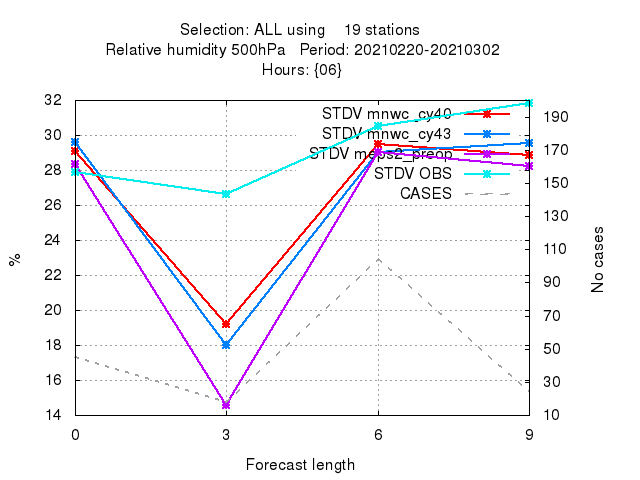 Selection: ALL using 19 stations
Relative humidity 500hPa Period: 20210220-20210302
Hours: {06}
STDV mnwc_cy40
STDV mnwc_cy43
STDV meps2_preop
STDV OBS
CASES
32
30
28
26
24
22
20
18
16
14
%
190
170
150
130
110
90
70
50
30
10
No cases
0 3 6 9
Forecast length